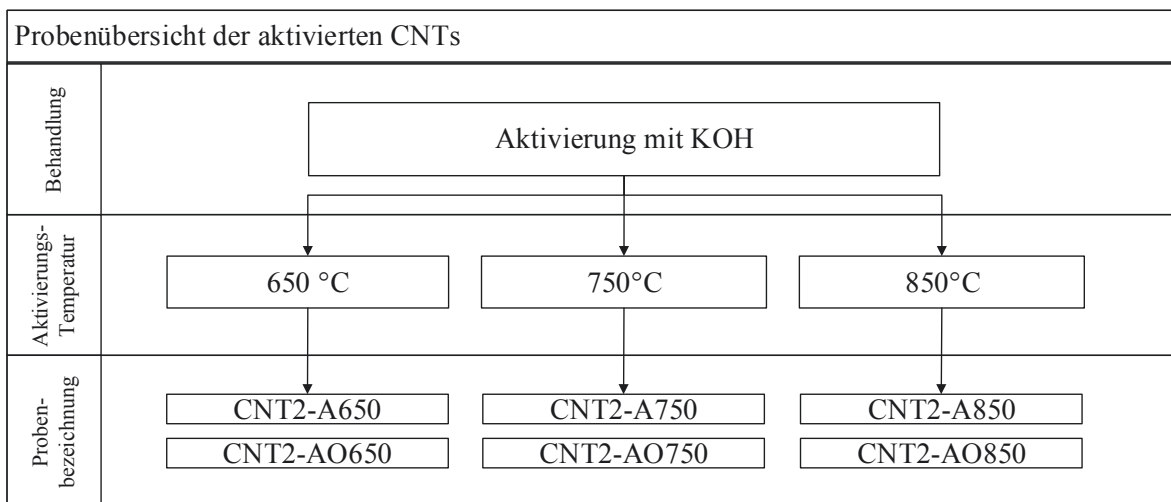 Probenübersicht der aktivierten CNTs
Behandlung
Aktivierung mit KOH
Aktivierungs-
Temperatur
650 °C
750°C
850°C
Proben-
bezeichnung
CNT2-A650
CNT2-A750
CNT2-A850
CNT2-AO650
CNT2-AO750
CNT2-AO850